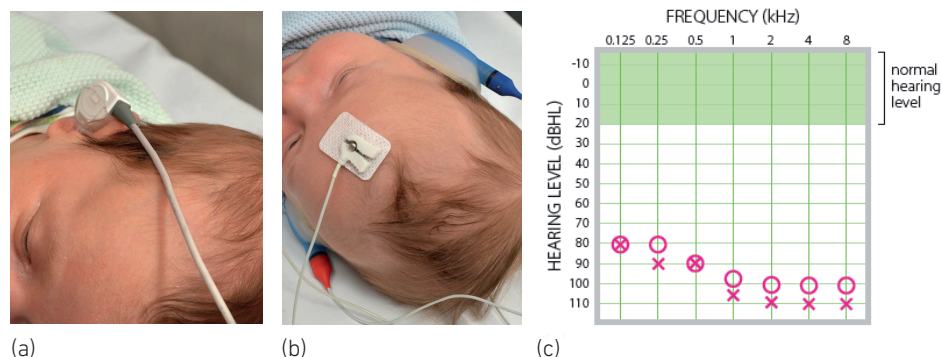 FREQUENCY (kHz)
0.125 0.25 0.5 1 2 4 8
HEARING LEVEL (dBHL)
-10
0
10
20
30
40
50
60
70
80
90
100
110
normal
hearing
level
(a) (b) (c)